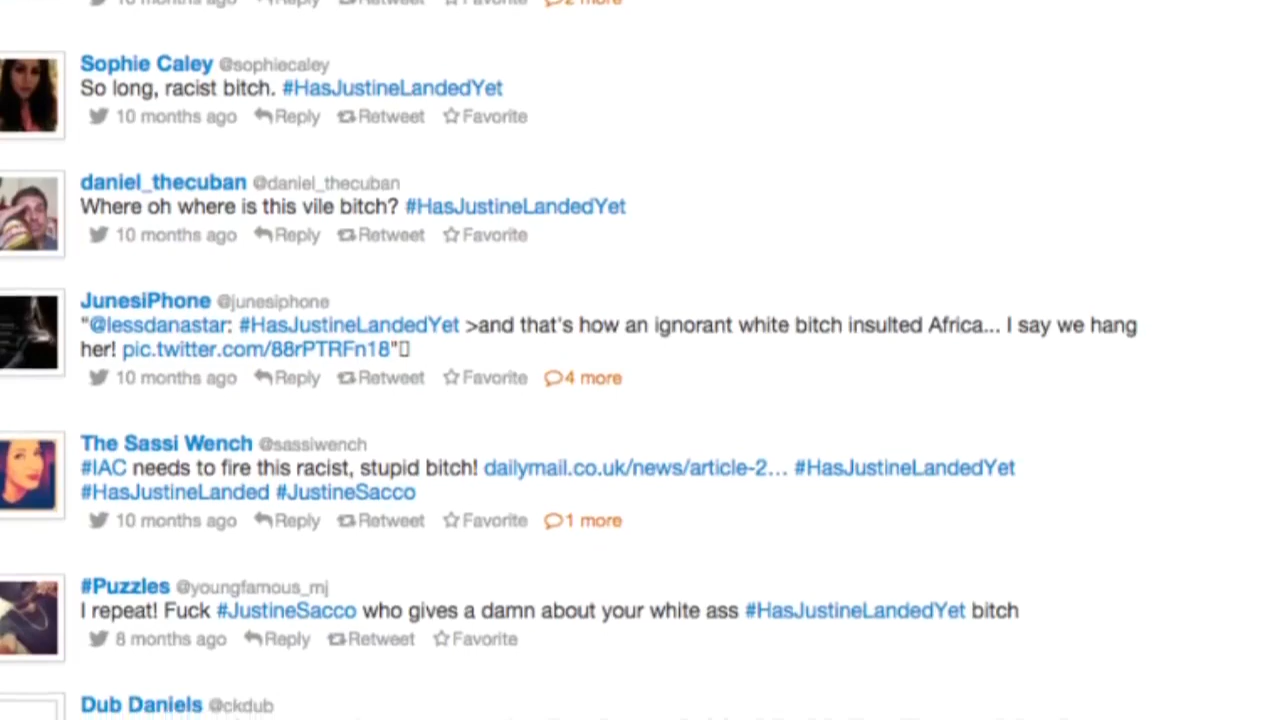 10 months ago Reply Retweet Favorite 2 more
Sophie Caley @sophiecaley
So long, racist bitch. #HasJustineLandedYet
10 months ago Reply Retweet Favorite
daniel_thecuban @daniel_thecuban
Where oh where is this vile bitch? #HasJustineLandedYet
10 months ago Reply Retweet Favorite
JunesiPhone @junesiphone
"@lessdanastar: #HasJustineLandedYet >and that's how an ignorant white bitch insulted Africa... I say we hang
her! pic.twitter.com/88rPTRFn18"
10 months ago Reply Retweet Favorite 4 more
The Sassi Wench @sassiwench
#IAC needs to fire this racist, stupid bitch! dailymail.co.uk/news/article-2... #HasJustineLandedYet
#HasJustineLanded #JustineSacco
10 months ago Reply Retweet Favorite 1 more
#Puzzles @youngfamous_mj
I repeat! Fuck #JustineSacco who gives a damn about your white ass #HasJustineLandedYet bitch
8 months ago Reply Retweet Favorite
Dub Daniels @ckdub